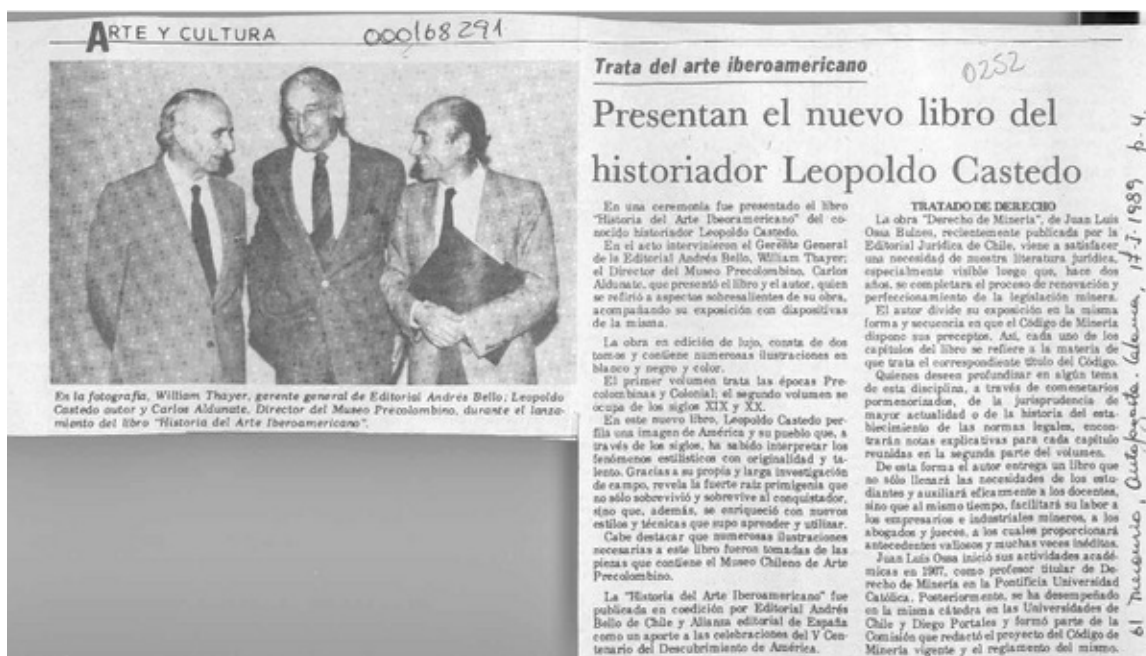 ARTE Y CULTURA
000168291
En la fotografía, William Thayer, gerente general de Editorial Andrés Bello; Leopoldo
Castedo autor y Carlos Aldunate, Director del Museo Precolombino, durante el lanza-
miento del libro "Historia del Arte Iberoamericano".
Trata del arte iberoamericano
0252
Presentan el nuevo libro del
historiador Leopoldo Castedo
En una ceremonia fue presentado el libro
"Historia del Arte Ibeoramericano" del co-
nocido historiador Leopoldo Castedo.
En el acto intervinieron el Gerente General
de la Editorial Andrés Bello, William Thayer;
el Director del Museo Precolombino, Carlos
Aldunate, que presentó el libro y el autor, quien
se refirió a aspectos sobresalientes de su obra,
acompañando su exposición con diapositivas
de la misma.
La obra en edición de lujo, consta de dos
tomos y contiene numerosas ilustraciones en
blanco y negro y color.
El primer volumen trata las épocas Pre-
colombinas y Colonial; el segundo volumen se
ocupa de los siglos XIX y XX.
En este nuevo libro, Leopoldo Castedo per-
fila una imagen de América y su pueblo que, a
través de los siglos, ha sabido interpretar los
fenómenos estilísticos con originalidad y ta-
lento. Gracias a su propia y larga investigación
de campo, revela la fuerte raíz primigenia que
no sólo sobrevivió y sobrevive al conquistador,
sino que, además, se enriqueció con nuevos
estilos y técnicas que supo aprender y utilizar.
Cabe destacar que numerosas ilustraciones
necesarias a este libro fueron tomadas de las
piezas que contiene el Museo Chileno de Arte
Precolombino.
La "Historia del Arte Iberoamericano" fue
publicada en coedición por Editorial Andrés
Bello de Chile y Alianza editorial de España
como un aporte a las celebraciones del V Cen-
tenario del Descubrimiento de América.
TRATADO DE DERECHO
La obra "Derecho de Minería", de Juan Luis
Ossa Bulnes, recientemente publicada por la
Editorial Jurídica de Chile, viene a satisfacer
una necesidad de nuestra literatura jurídica,
especialmente visible luego que, hace dos
años, se completara el proceso de renovación y
perfeccionamiento de la legislación minera.
El autor divide su exposición en la misma
forma y secuencia en que el Código de Minería
dispone sus preceptos. Así, cada uno de los
capítulos del libro se refiere a la materia de
que trata el correspondiente título del Código.
Quienes deseen profundizar en algún tema
de esta disciplina, a través de comenetarios
pormenorizados, de la jurisprudencia de
mayor actualidad o de la historia del esta-
blecimiento de las normas legales, encon-
trarán notas explicativas para cada capítulo
reunidas en la segunda parte del volumen.
De esta forma el autor entrega un libro que
no sólo llenará las necesidades de los estu-
diantes y auxiliará eficazmente a los docentes,
sino que al mismo tiempo, facilitará su labor a
los empresarios e industriales mineros, a los
abogados y jueces, a los cuales proporcionará
antecedentes valiosos y muchas veces inéditos.
Juan Luis Ossa inició sus actividades acadé-
micas en 1967, como profesor titular de De-
recho de Minería en la Pontificia Universidad
Católica. Posteriormente, se ha desempeñado
en la misma cátedra en las Universidades de
Chile y Diego Portales y formó parte de la
Comisión que redactó el proyecto del Código de
Minería vigente y el reglamento del mismo.
El Mercurio, Antofagasta-Calama, 17-I-1989 p. 4